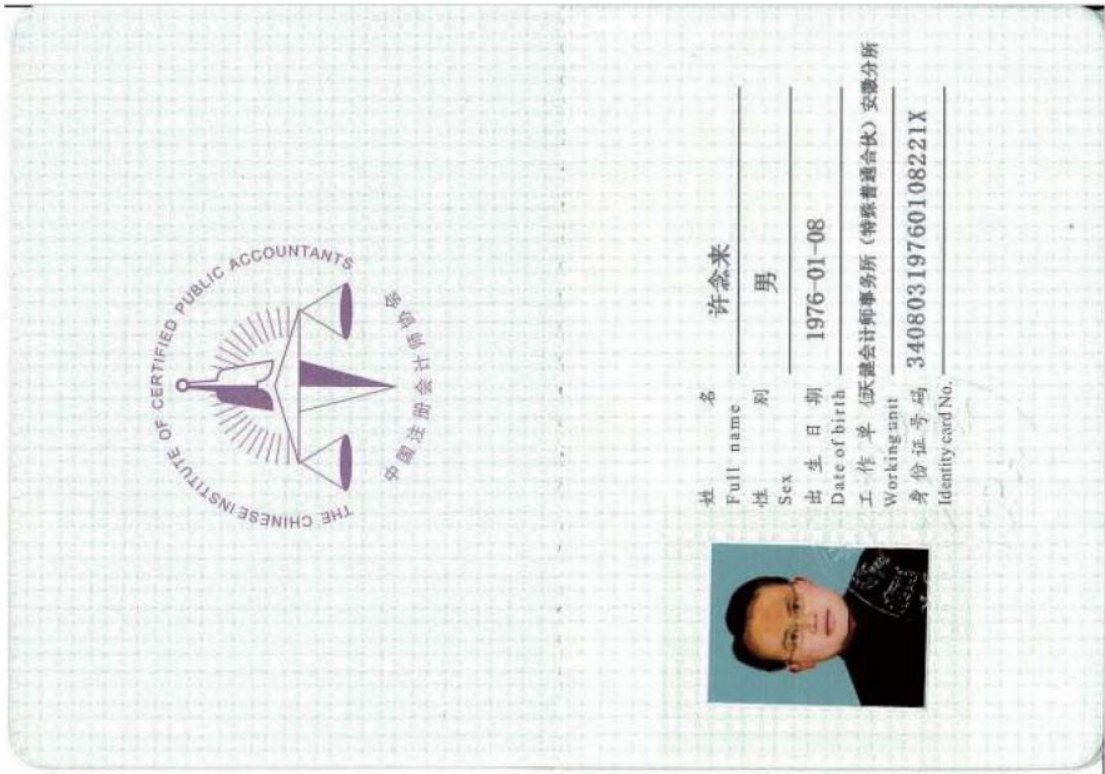 THE CHINESE INSTITUTE OF CERTIFIED PUBLIC ACCOUNTANTS
中国注册会计师协会
姓 名 许念来
Full name
性 别 男
Sex
出 生 日 期 1976-01-08
Date of birth
工 作 单 位 天健会计师事务所（特殊普通合伙）安徽分所
Working unit
身 份 证 号 码 34080319760108221X
Identity card No.